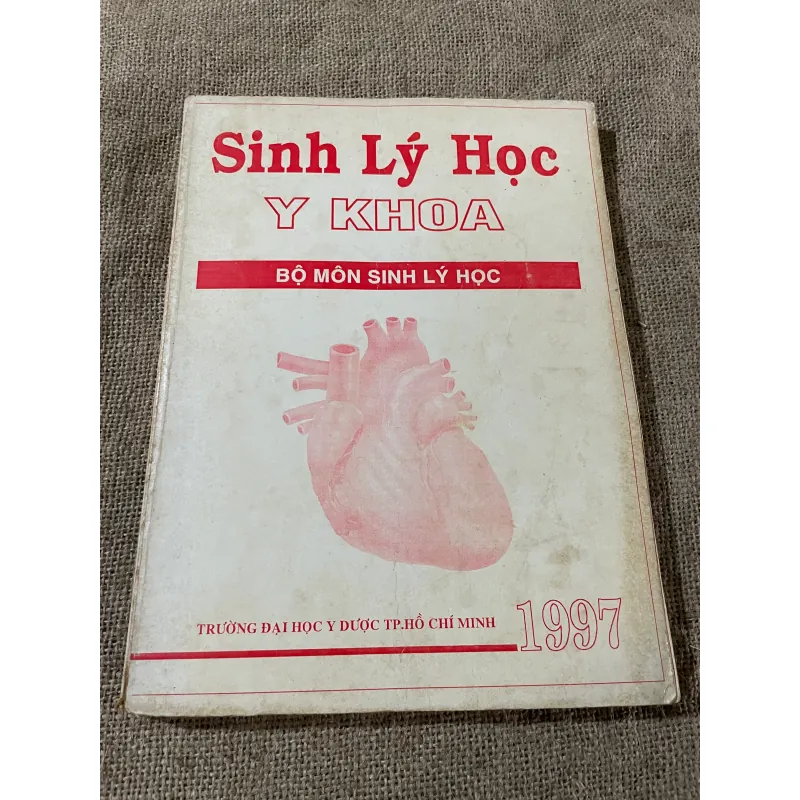 Sinh Lý Học
Y KHOA
BỘ MÔN SINH LÝ HỌC
TRƯỜNG ĐẠI HỌC Y DƯỢC TP.HỒ CHÍ MINH
1997